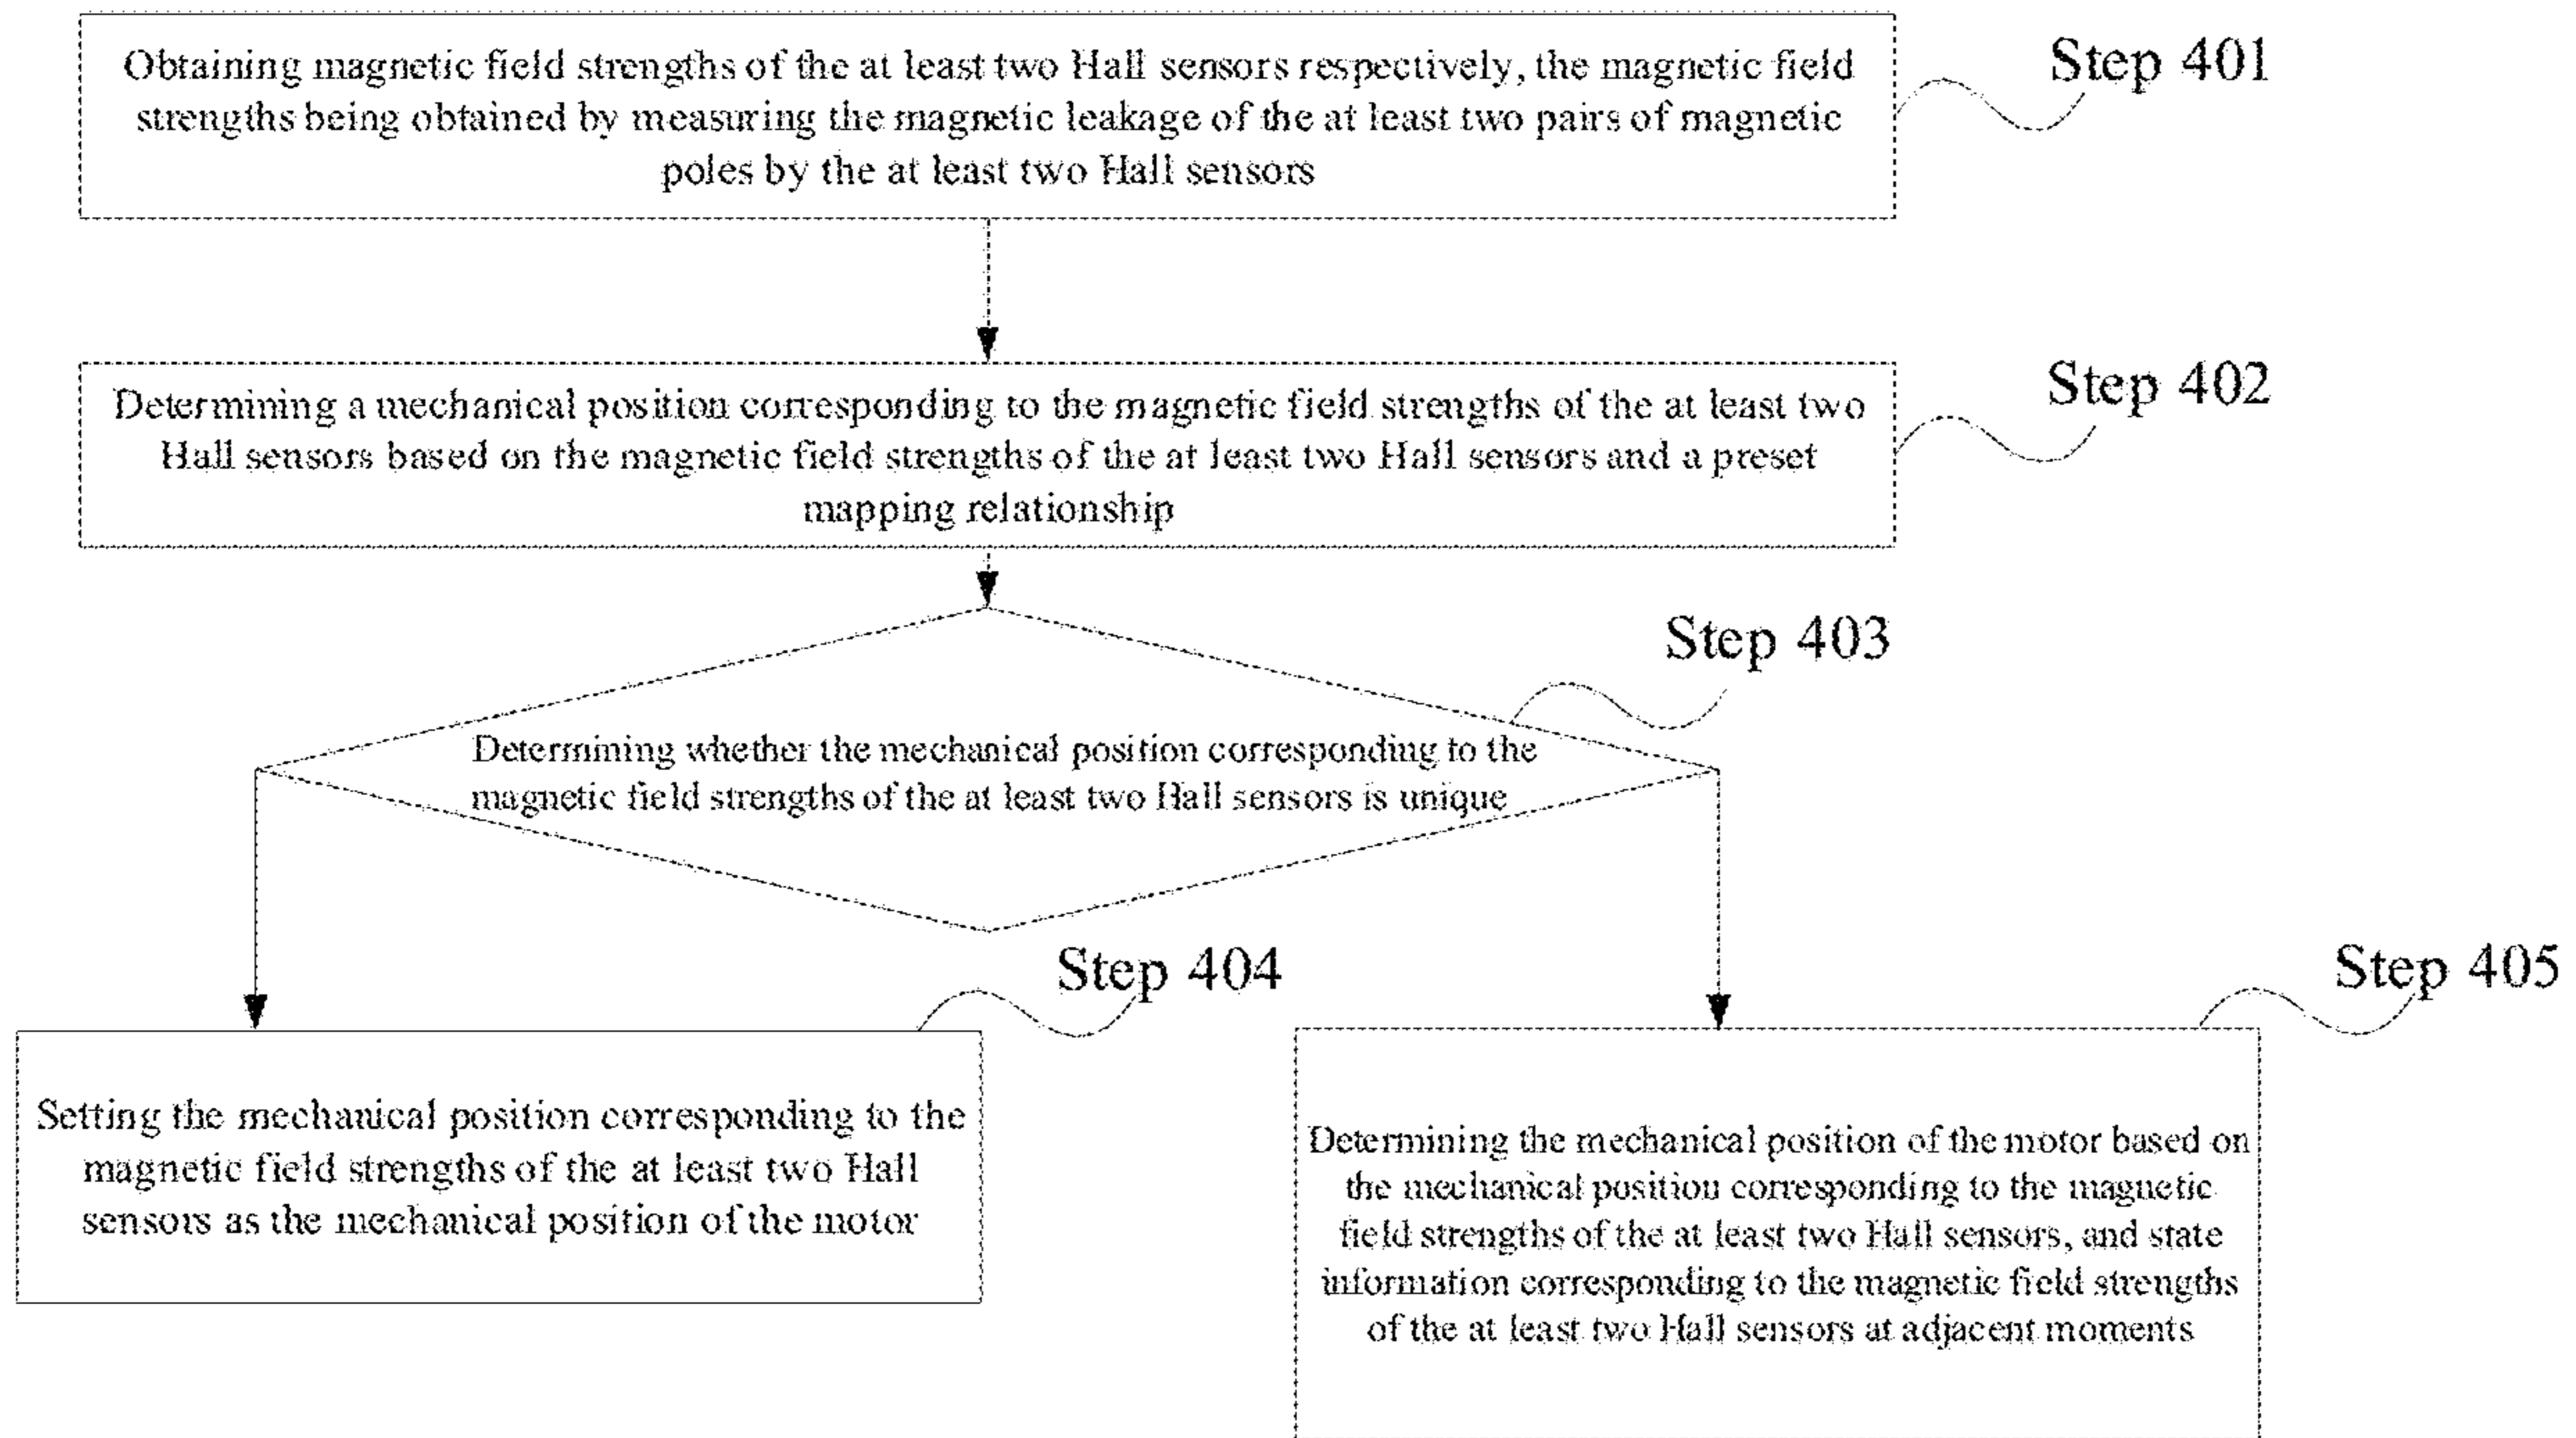 Obtaining magnetic field strengths of the at least two Hall sensors respectively, the magnetic field
strengths being obtained by measuring the magnetic leakage of the at least two pairs of magnetic
poles by the at least two Hall sensors
Step 401
Determining a mechanical position corresponding to the magnetic field strengths of the at least two
Hall sensors based on the magnetic field strengths of the at least two Hall sensors and a preset
mapping relationship
Step 402
Step 403
Determining whether the mechanical position corresponding to the
magnetic field strengths of the at least two Hall sensors is unique
Step 404
Setting the mechanical position corresponding to the
magnetic field strengths of the at least two Hall
sensors as the mechanical position of the motor
Step 405
Determining the mechanical position of the motor based on
the mechanical position corresponding to the magnetic
field strengths of the at least two Hall sensors, and state
information corresponding to the magnetic field strengths
of the at least two Hall sensors at adjacent moments